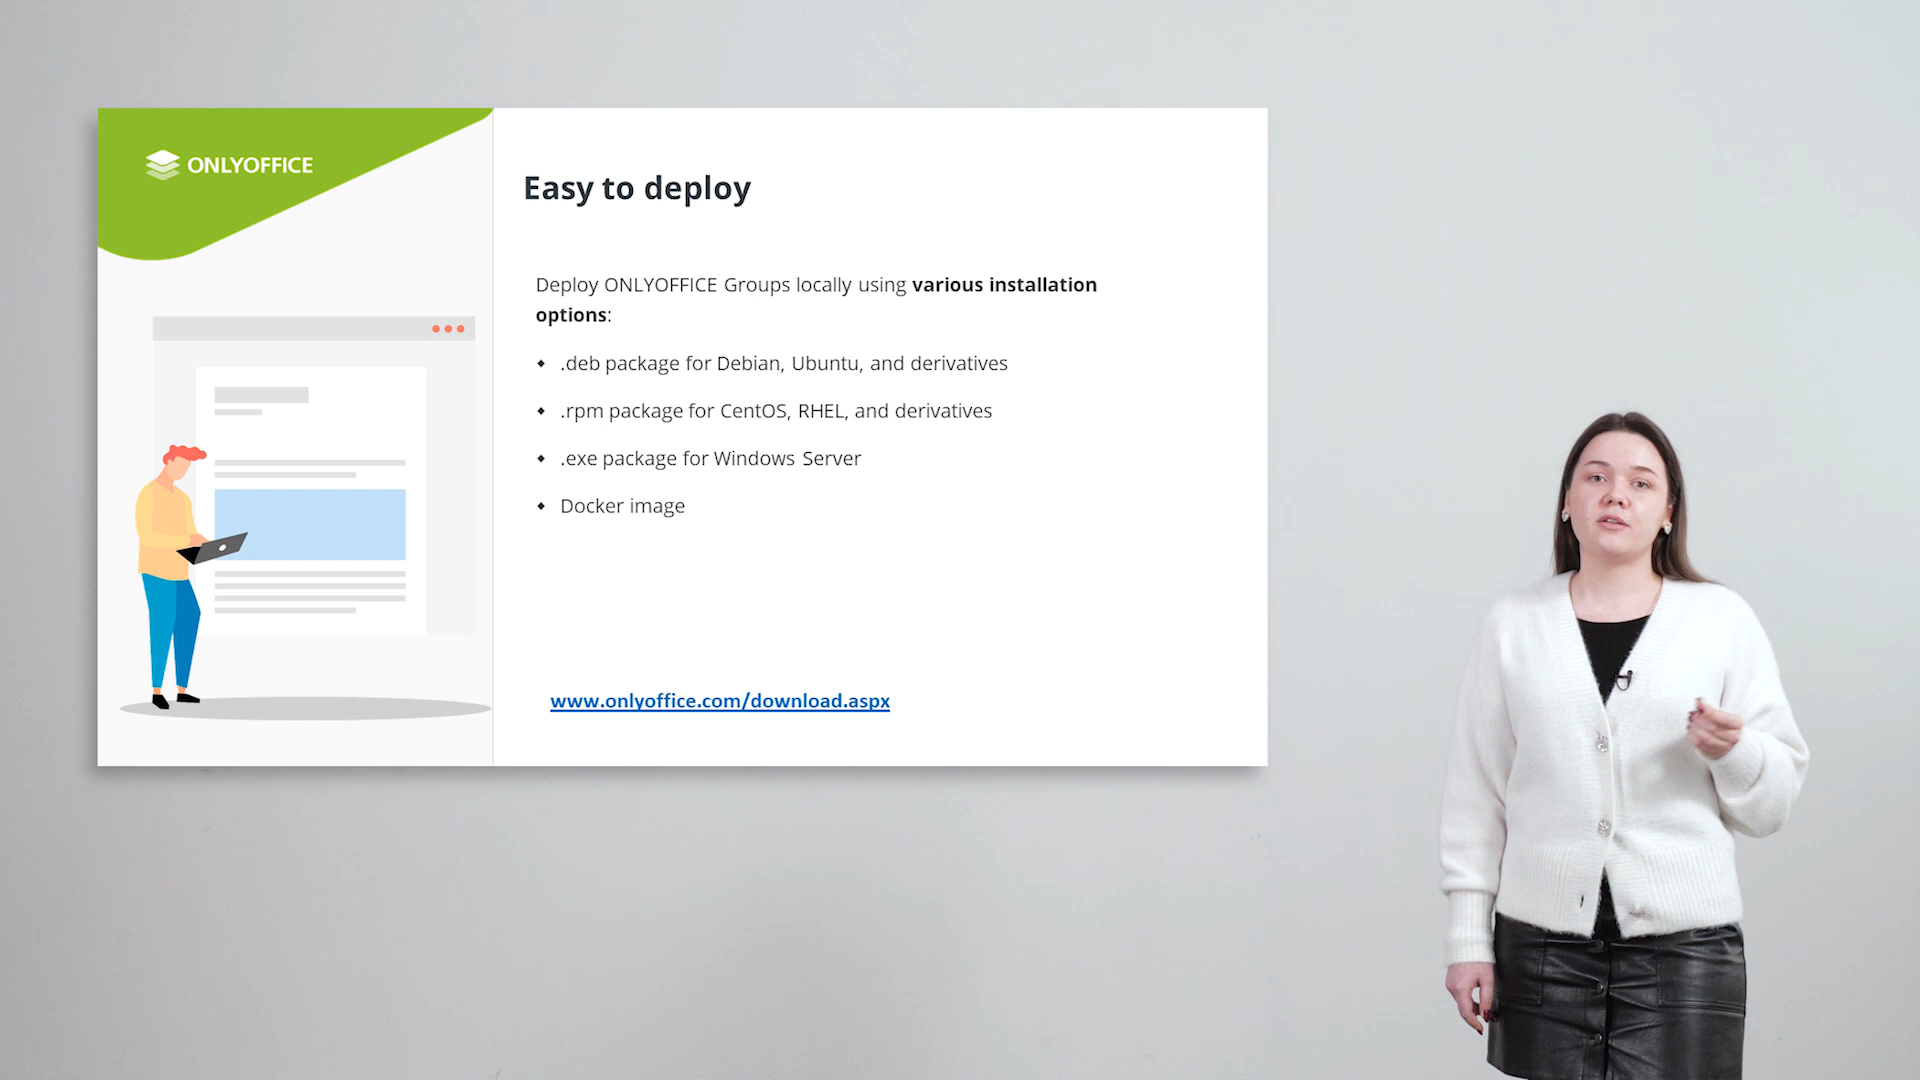 ONLYOFFICE
Easy to deploy
Deploy ONLYOFFICE Groups locally using various installation
options:
.deb package for Debian, Ubuntu, and derivatives
.rpm package for CentOS, RHEL, and derivatives
.exe package for Windows Server
Docker image
www.onlyoffice.com/download.aspx